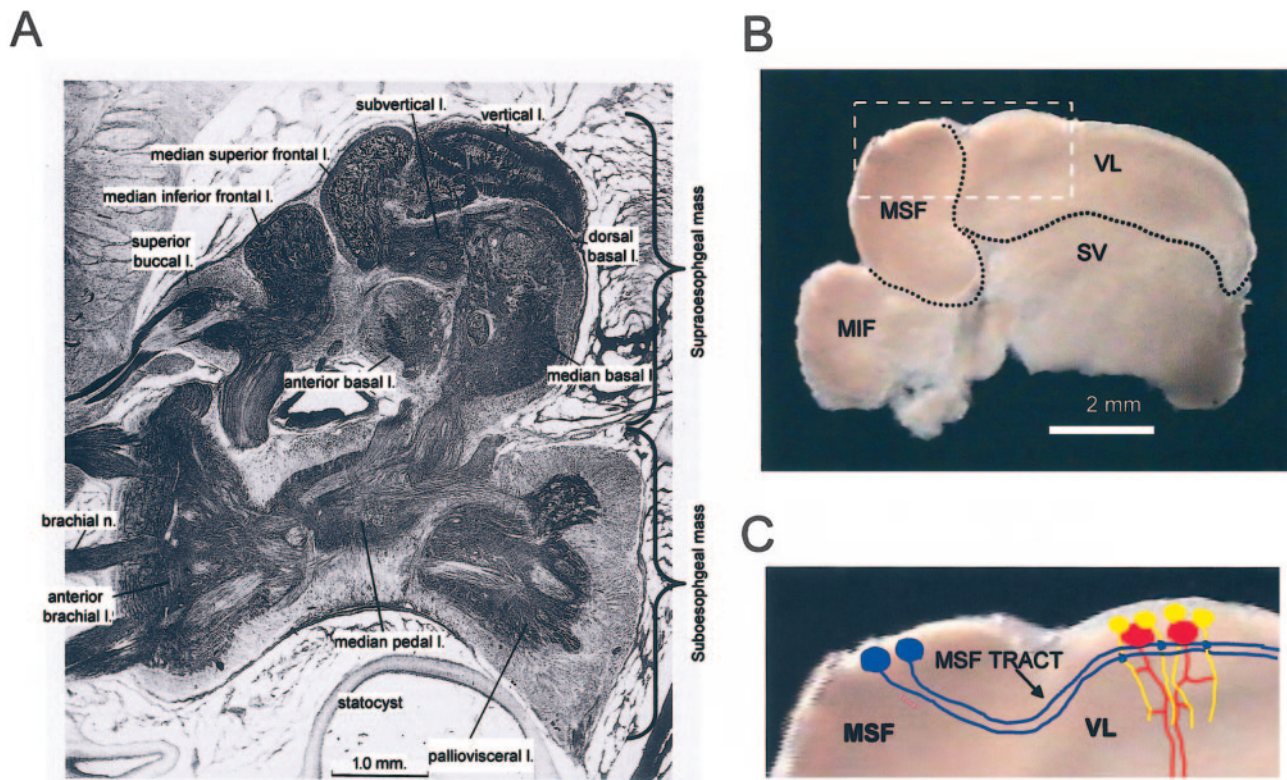 A
subvertical l.
vertical l.
median superior frontal l.
median inferior frontal l.
superior
buccal l.
dorsal
basal l.
anterior basal l.
median basal l
Supraoesophgeal mass
brachial n.
anterior
brachial l.
median pedal l.
statocyst
palliovisceral l.
1.0 mm.
Suboesophgeal mass
B
VL
MSF
SV
MIF
2 mm
C
MSF TRACT
MSF
VL